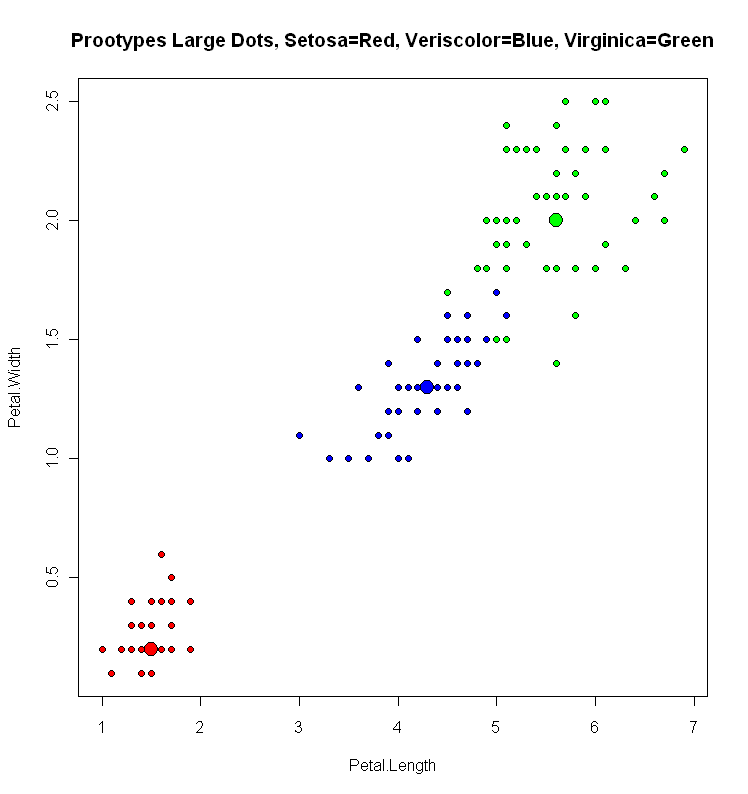 Prootypes Large Dots, Setosa=Red, Veriscolor=Blue, Virginica=Green
2.5
2.0
1.5
1.0
0.5
Petal.Width
1 2 3 4 5 6 7
Petal.Length